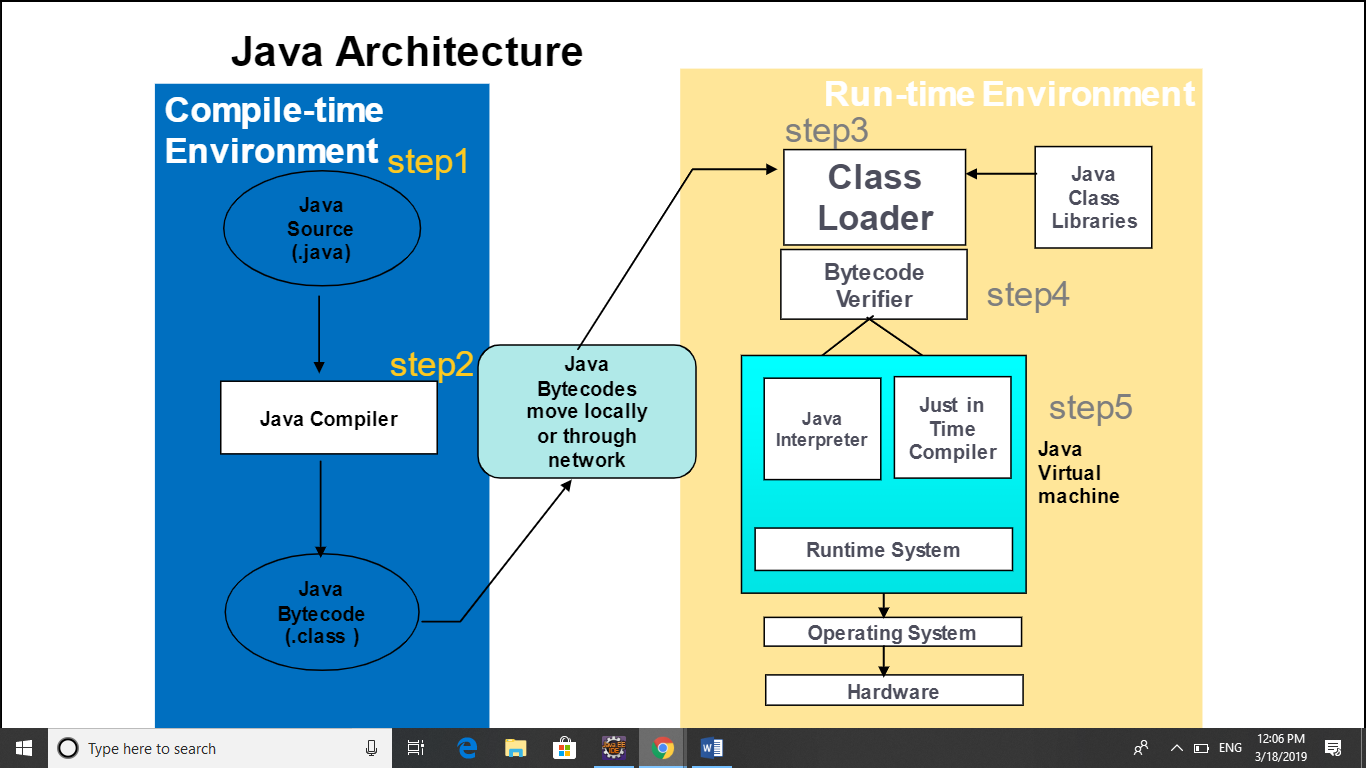 Java Architecture
Compile-time
Environment
step1
Java
Source
(.java)
step2
Java Compiler
Java
Bytecode
(.class )
Java
Bytecodes
move locally
or through
network
Run-time Environment
step3
Class
Loader
Java
Class
Libraries
Bytecode
Verifier
step4
Java
Interpreter
Just in
Time
Compiler
step5
Java
Virtual
machine
Runtime System
Operating System
Hardware
Type here to search
ENG
12:06 PM
3/18/2019